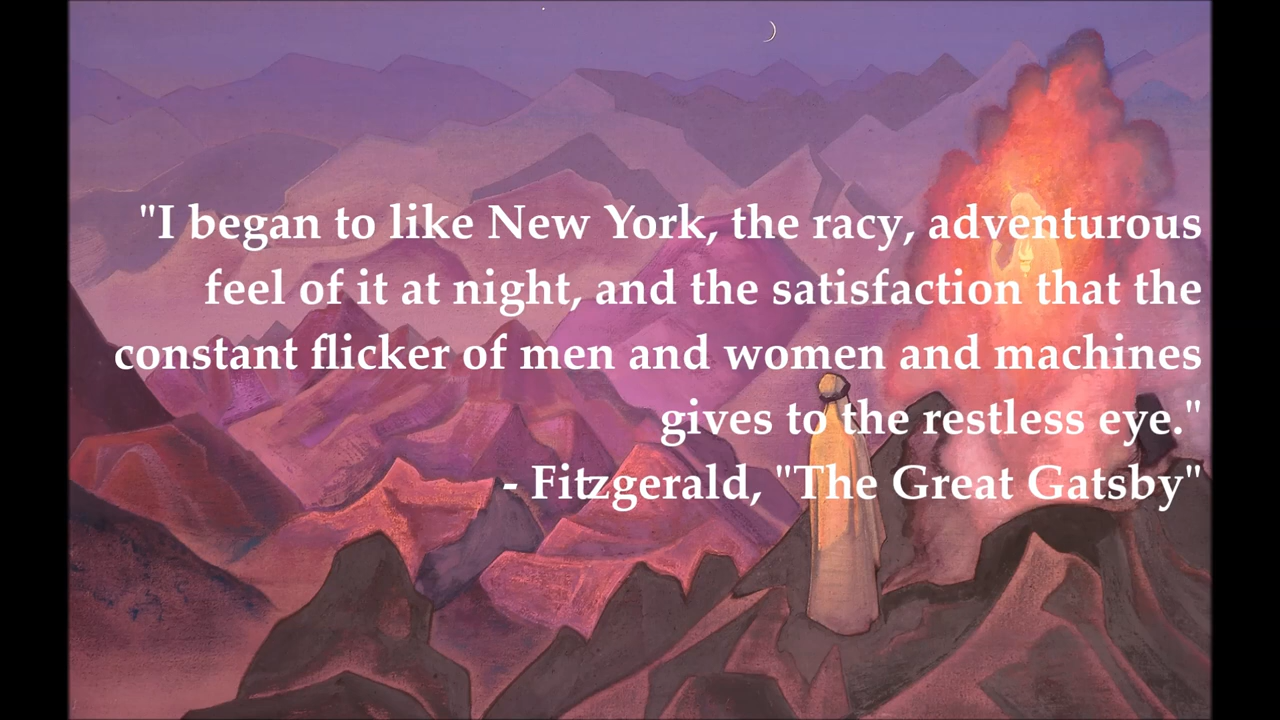 "I began to like New York, the racy, adventurous
feel of it at night, and the satisfaction that the
constant flicker of men and women and machines
gives to the restless eye."
- Fitzgerald, "The Great Gatsby"